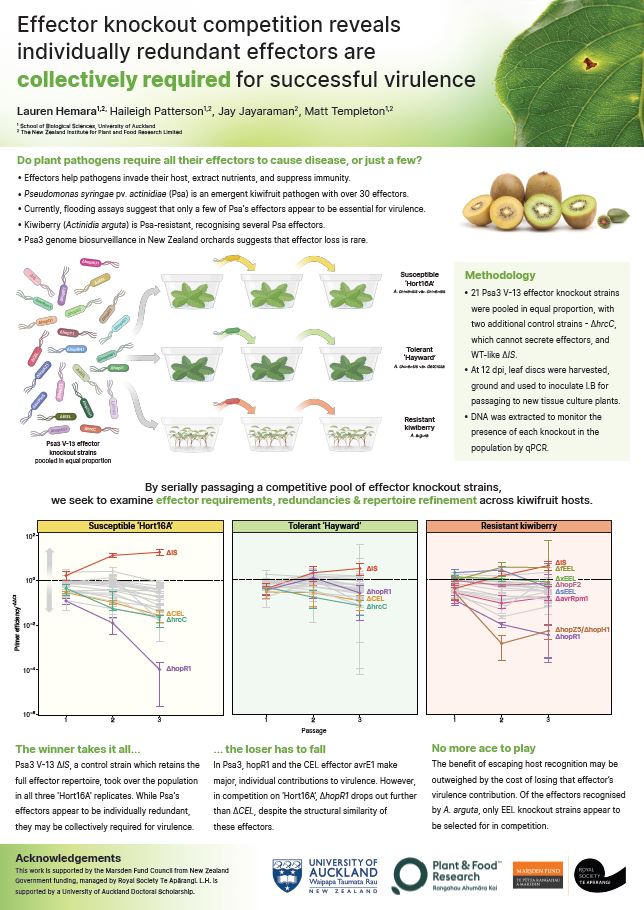 Effector knockout competition reveals
individually redundant effectors are
collectively required for successful virulence
Lauren Hemara1,2, Haileigh Patterson1,2, Jay Jayaraman2, Matt Templeton1,2
1 School of Biological Sciences, University of Auckland
2 The New Zealand Institute for Plant and Food Research Limited
Do plant pathogens require all their effectors to cause disease, or just a few?
• Effectors help pathogens invade their host, extract nutrients, and suppress immunity.
• Pseudomonas syringae pv. actinidiae (Psa) is an emergent kiwifruit pathogen with over 30 effectors.
• Currently, flooding assays suggest that only a few of Psa's effectors appear to be essential for virulence.
• Kiwiberry (Actinidia arguta) is Psa-resistant, recognising several Psa effectors.
• Psa3 genome biosurveillance in New Zealand orchards suggests that effector loss is rare.
Susceptible
'Hort16A'
Tolerant
'Hayward'
Resistant
kiwiberry
A. arguta
Psa3 V-13 effector
knockout strains
pooled in equal proportion
Methodology
• 21 Psa3 V-13 effector knockout strains
were pooled in equal proportion, with
two additional control strains - ΔhrcC,
which cannot secrete effectors, and
WT-like ΔIS.
• At 12 dpi, leaf discs were harvested,
ground and used to inoculate LB for
passaging to new tissue culture plants.
• DNA was extracted to monitor the
presence of each knockout in the
population by qPCR.
By serially passaging a competitive pool of effector knockout strains,
we seek to examine effector requirements, redundancies & repertoire refinement across kiwifruit hosts.
Susceptible 'Hort16A'
Tolerant 'Hayward'
Resistant kiwiberry
10²
10⁰
10⁻²
10⁻⁴
10⁻⁶
ΔIS
ΔCEL
ΔhrcC
ΔhopR1
1 2 3
ΔIS
ΔhopR1
ΔCEL
ΔhrcC
1 2 3
ΔIS
ΔfEEL
ΔxEEL
ΔhopF2
ΔsEEL
ΔavrRpm1
ΔhopZ5/ΔhopH1
ΔhopR1
1 2 3
Passage
The winner takes it all...
Psa3 V-13 ΔIS, a control strain which retains the
full effector repertoire, took over the population
in all three 'Hort16A' replicates. While Psa's
effectors appear to be individually redundant,
they may be collectively required for virulence.
... the loser has to fall
In Psa3, hopR1 and the CEL effector avrE1 make
major, individual contributions to virulence. However,
in competition on 'Hort16A', ΔhopR1 drops out further
than ΔCEL, despite the structural similarity of
these effectors.
No more ace to play
The benefit of escaping host recognition may be
outweighed by the cost of losing that effector's
virulence contribution. Of the effectors recognised
by A. arguta, only EEL knockout strains appear to
be selected for in competition.
Acknowledgements
This work is supported by the Marsden Fund Council from New Zealand
Government funding, managed by Royal Society Te Apārangi. L.H. is
supported by a University of Auckland Doctoral Scholarship.
UNIVERSITY OF
AUCKLAND
Waipapa Taumata Rau
NEW ZEALAND
Plant & Food
Research
Rangahau Ahumāra Kai
MARSDEN FUND
TE PŪTEA RANGAHAU
A MARSDEN
ROYAL
SOCIETY
TE APĀRANGI